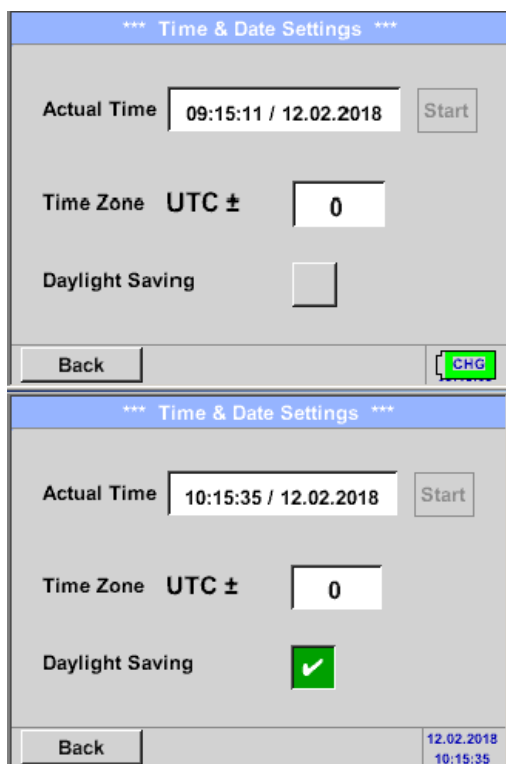 *** Time & Date Settings ***
Actual Time 09:15:11 / 12.02.2018 Start
Time Zone UTC ± 0
Daylight Saving
Back CHG
*** Time & Date Settings ***
Actual Time 10:15:35 / 12.02.2018 Start
Time Zone UTC ± 0
Daylight Saving ✔
Back 12.02.2018
10:15:35